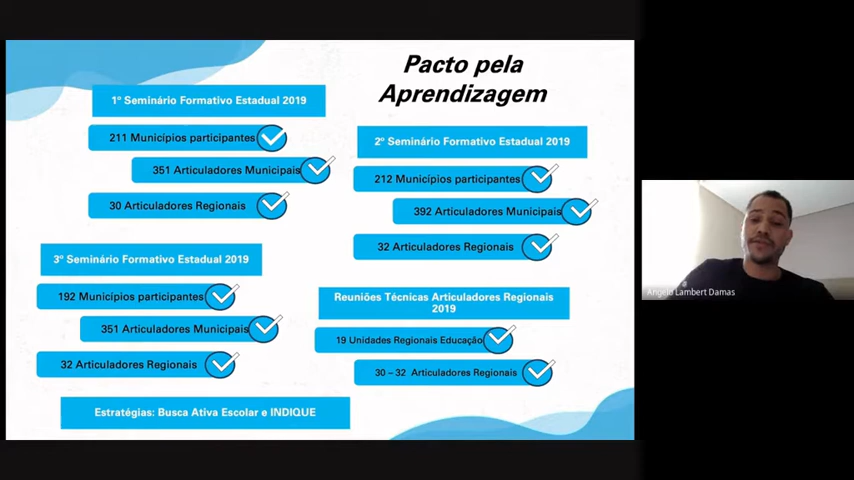 Pacto pela
Aprendizagem
1º Seminário Formativo Estadual 2019
211 Municípios participantes
351 Articuladores Municipais
30 Articuladores Regionais
2º Seminário Formativo Estadual 2019
212 Municípios participantes
392 Articuladores Municipais
32 Articuladores Regionais
3º Seminário Formativo Estadual 2019
192 Municípios participantes
351 Articuladores Municipais
32 Articuladores Regionais
Reuniões Técnicas Articuladores Regionais
2019
19 Unidades Regionais Educação
30 – 32 Articuladores Regionais
Estratégias: Busca Ativa Escolar e INDIQUE
Angelo Lambert Damas